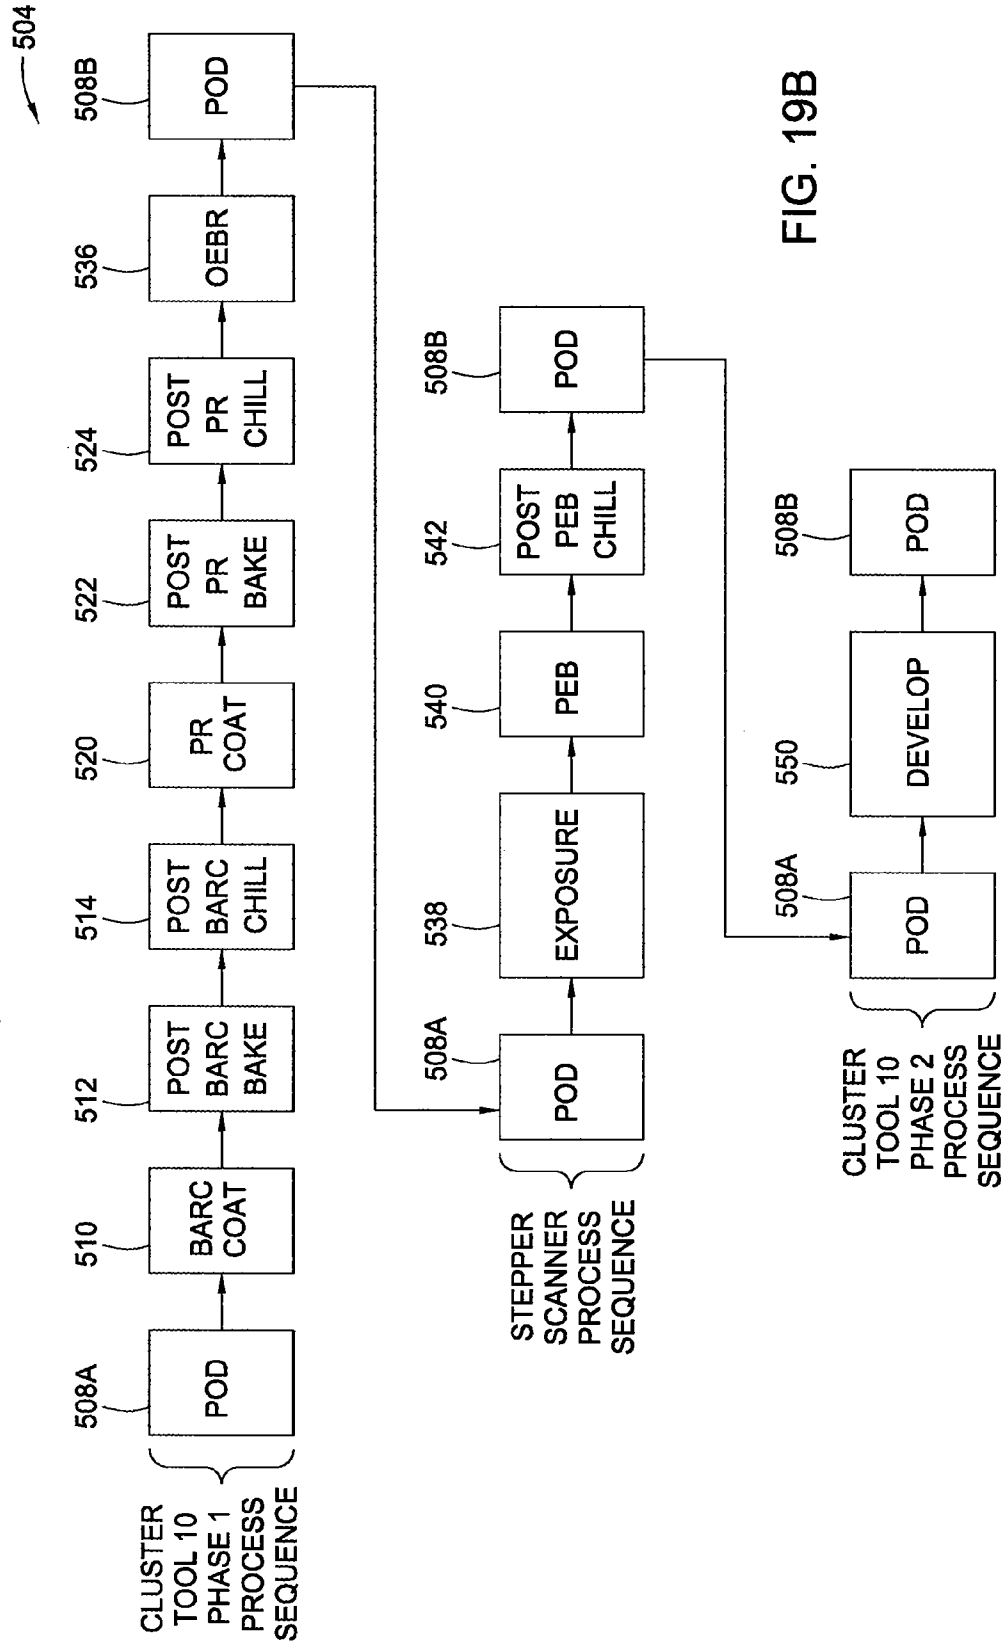 504
508A
510
512
514
520
522
524
536
508B
CLUSTER
TOOL 10
PHASE 1
PROCESS
SEQUENCE
POD
BARC
COAT
POST
BARC
BAKE
POST
BARC
CHILL
PR
COAT
POST
PR
BAKE
POST
PR
CHILL
OEBR
POD
508A
538
540
542
508B
STEPPER
SCANNER
PROCESS
SEQUENCE
POD
EXPOSURE
PEB
POST
PEB
CHILL
POD
508A
550
508B
CLUSTER
TOOL 10
PHASE 2
PROCESS
SEQUENCE
POD
DEVELOP
POD
FIG. 19B